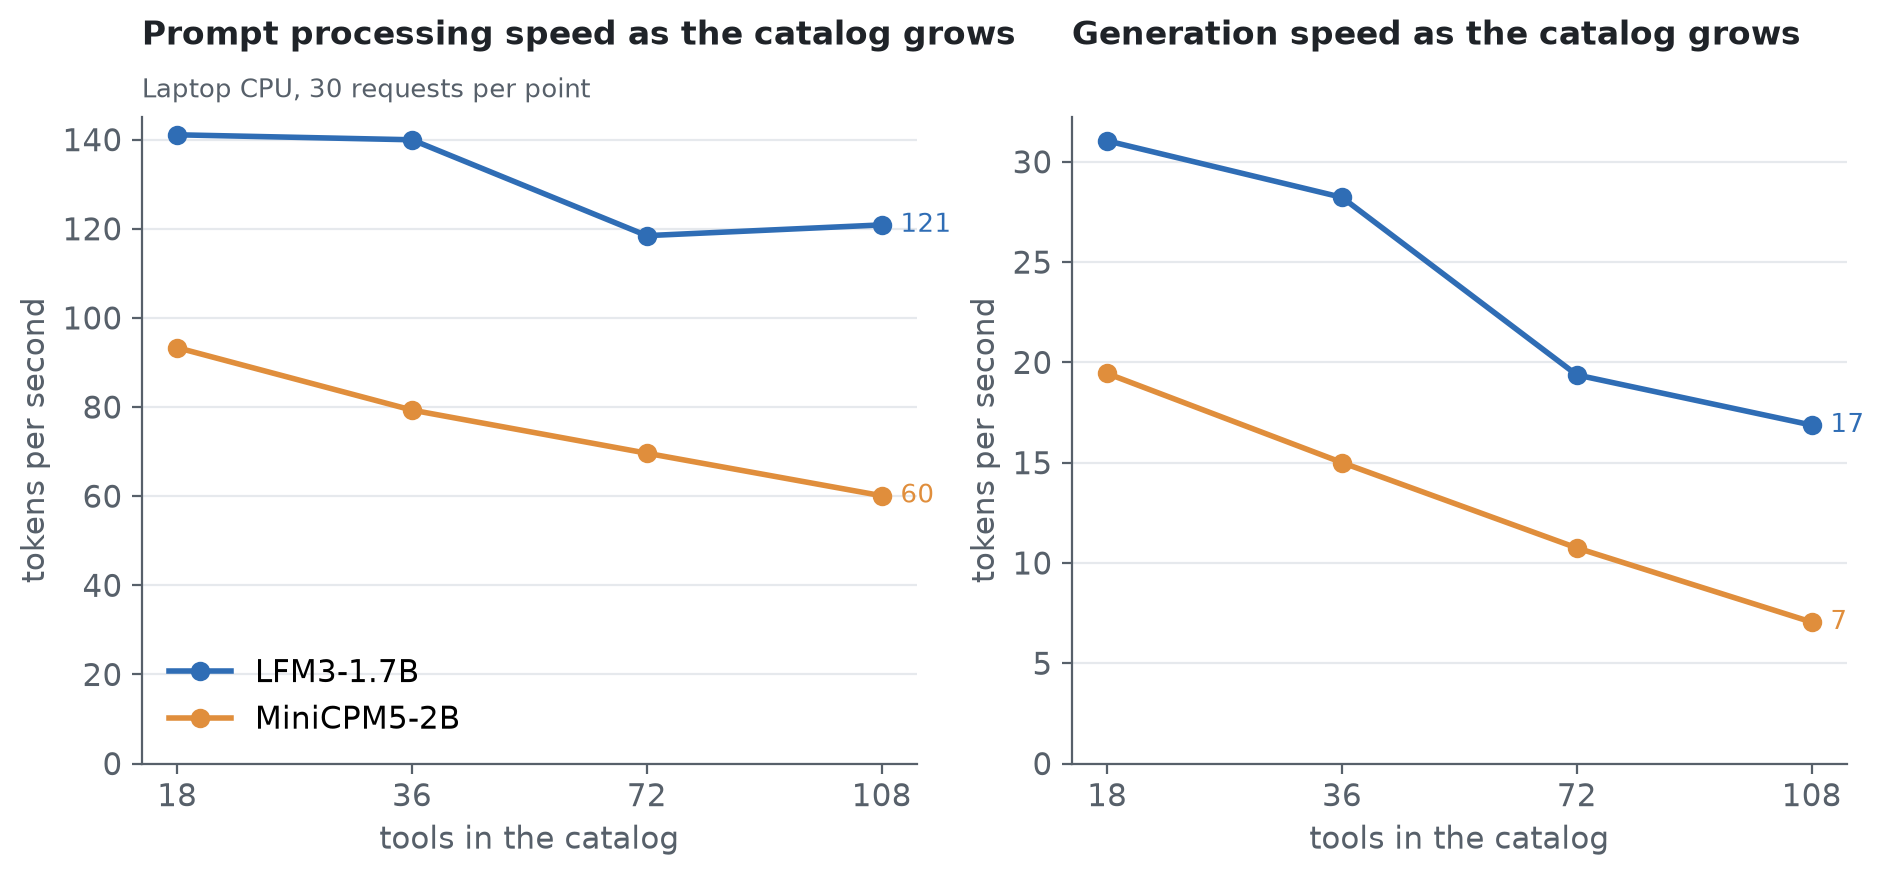 Prompt processing speed as the catalog grows
Laptop CPU, 30 requests per point
tokens per second
140
120
100
80
60
40
20
0
121
60
LFM3-1.7B
MiniCPM5-2B
18 36 72 108
tools in the catalog
Generation speed as the catalog grows
tokens per second
30
25
20
15
10
5
0
17
7
18 36 72 108
tools in the catalog